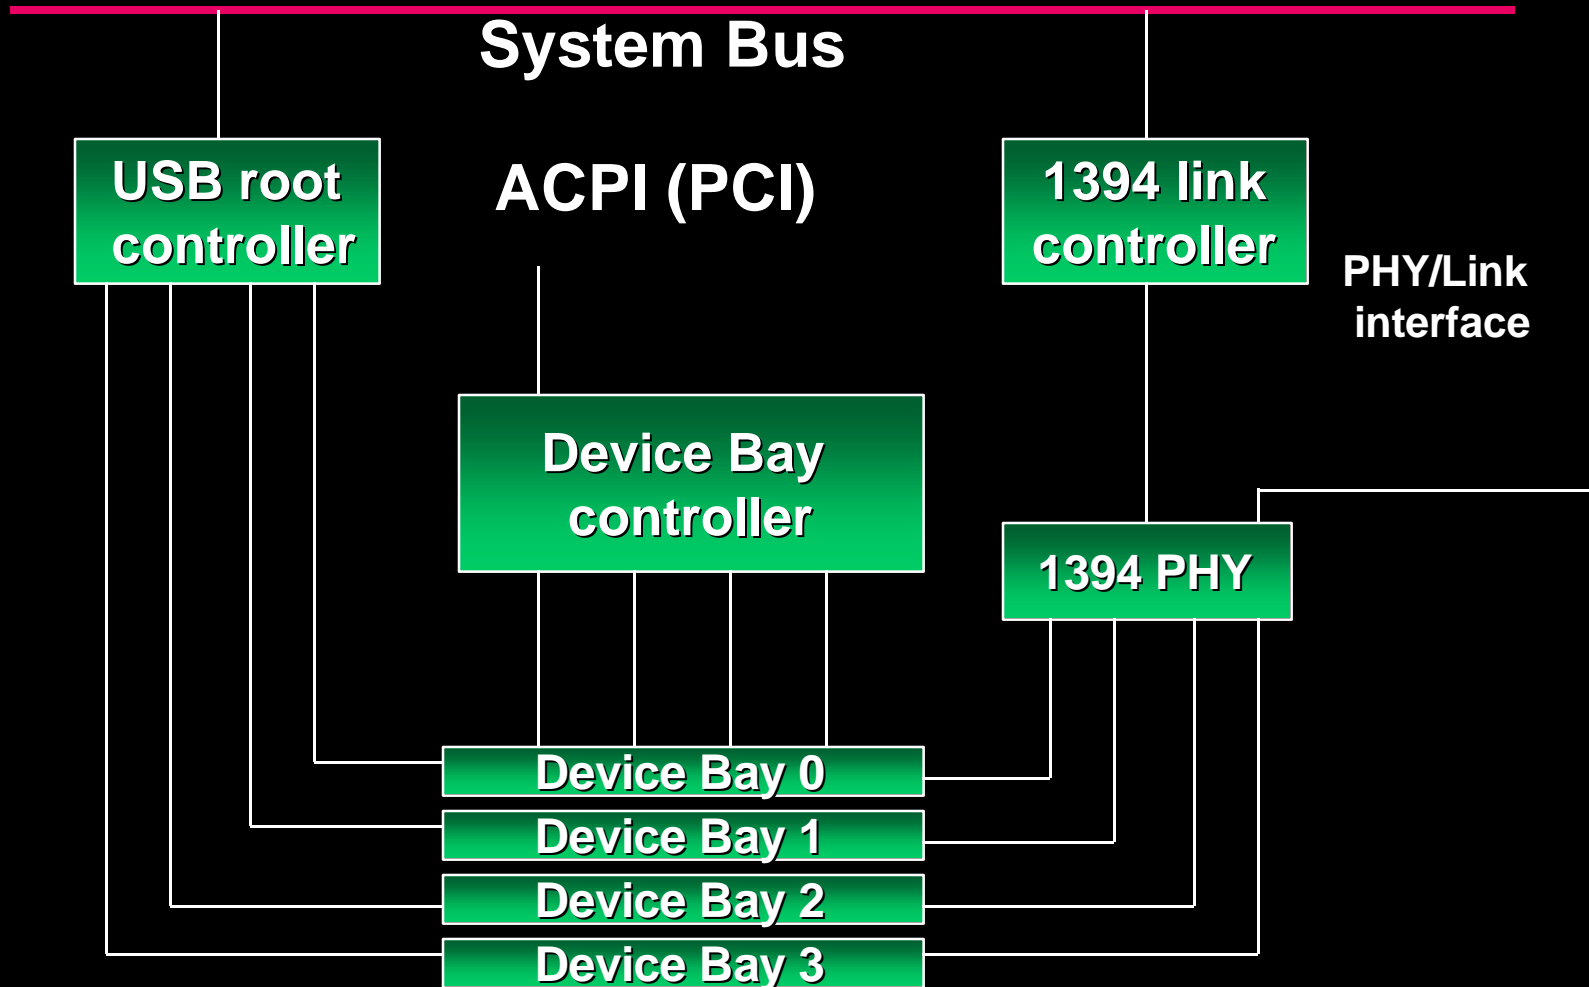 System Bus
USB root
controller
ACPI (PCI)
1394 link
controller
PHY/Link
interface
Device Bay
controller
1394 PHY
Device Bay 0
Device Bay 1
Device Bay 2
Device Bay 3